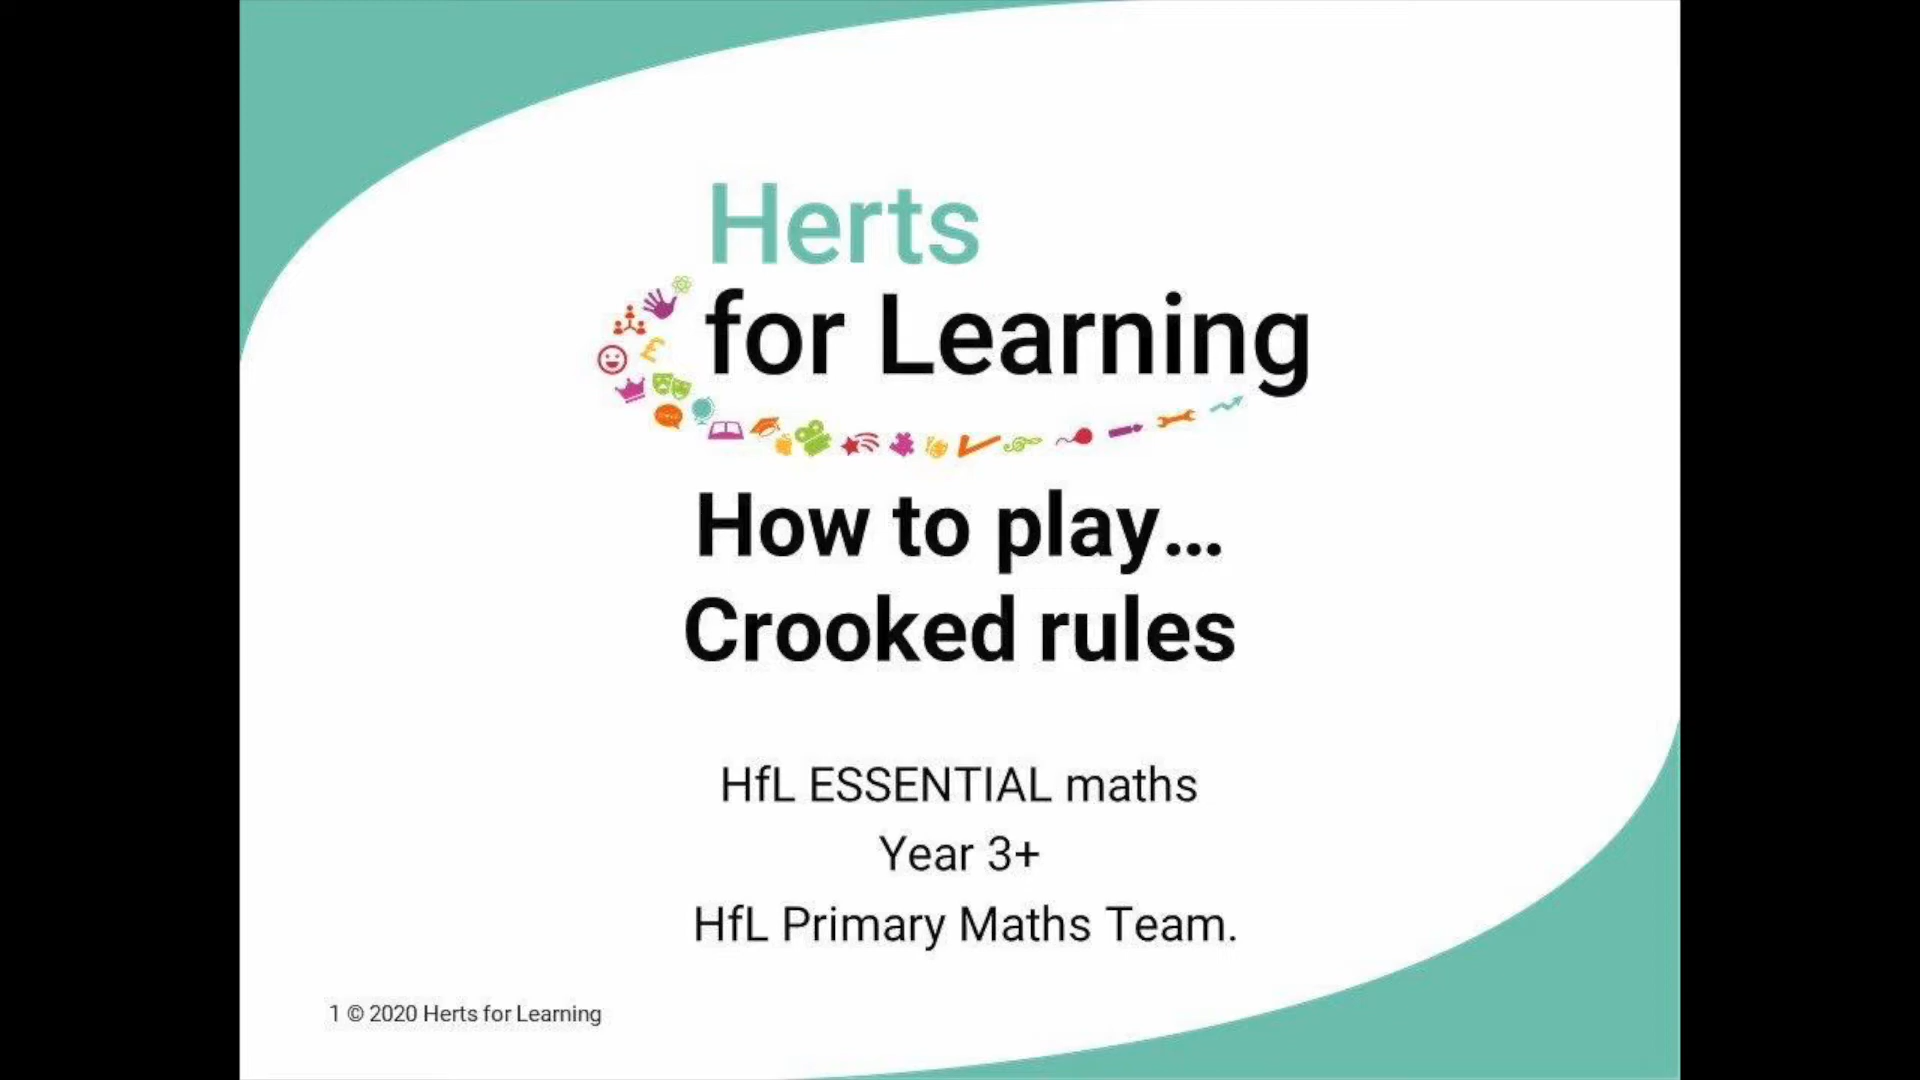 Herts
for Learning
How to play...
Crooked rules
HfL ESSENTIAL maths
Year 3+
HfL Primary Maths Team.
1 © 2020 Herts for Learning